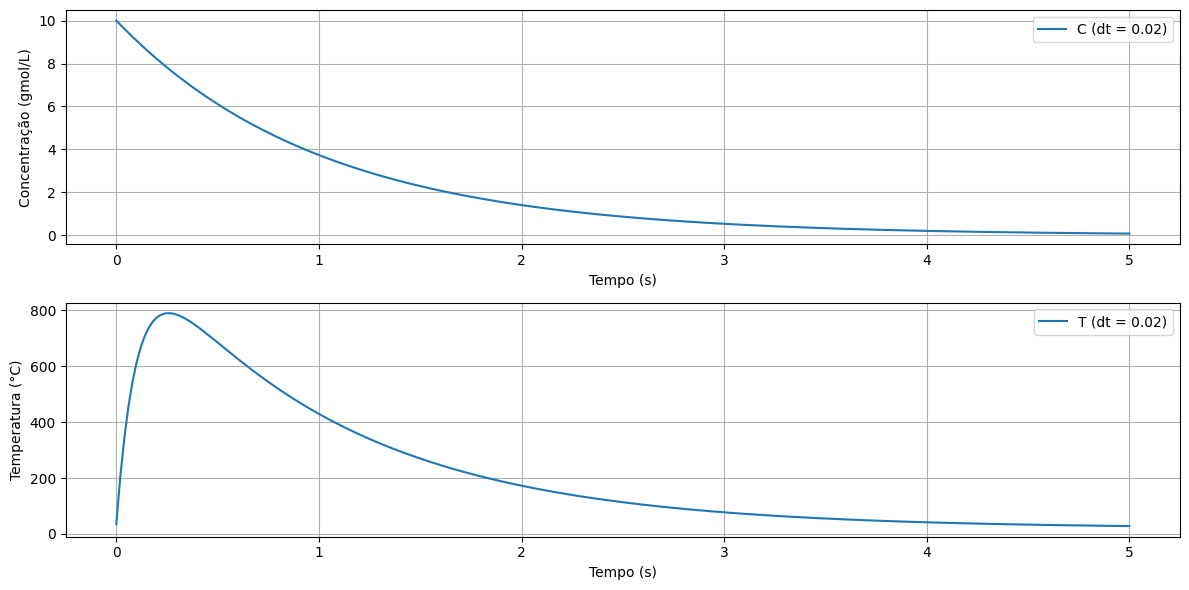 10
8
6
4
2
0
Concentração (gmol/L)
C (dt = 0.02)
0 1 2 3 4 5
Tempo (s)
800
600
400
200
0
Temperatura (°C)
T (dt = 0.02)
0 1 2 3 4 5
Tempo (s)